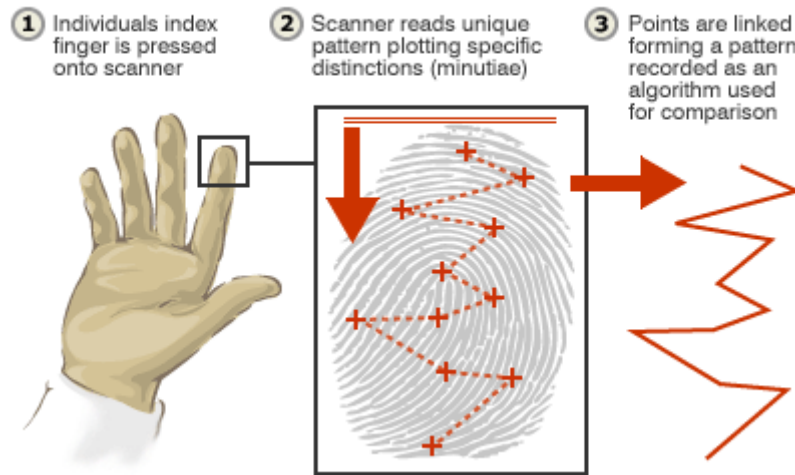 1 Individuals index
finger is pressed
onto scanner
2 Scanner reads unique
pattern plotting specific
distinctions (minutiae)
3 Points are linked
forming a pattern
recorded as an
algorithm used
for comparison